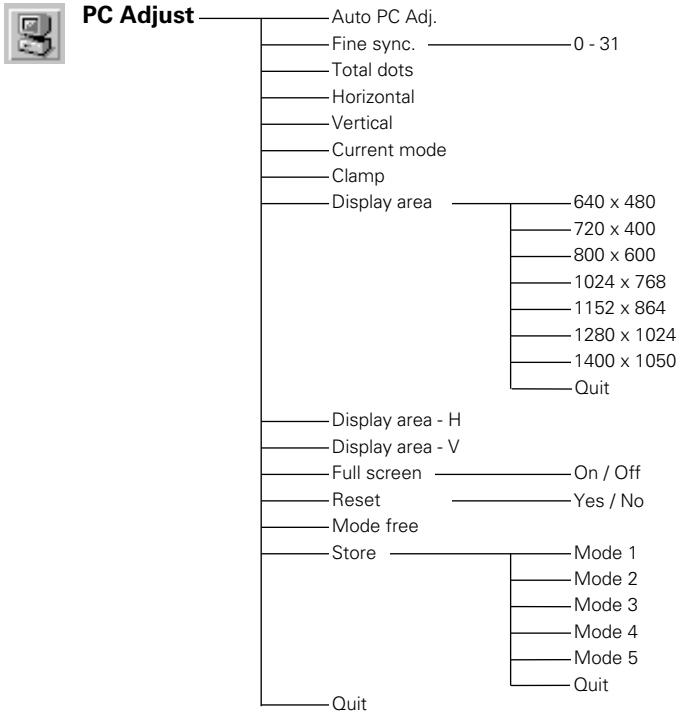 PC Adjust
Auto PC Adj.
Fine sync. 0 - 31
Total dots
Horizontal
Vertical
Current mode
Clamp
Display area 640 x 480
720 x 400
800 x 600
1024 x 768
1152 x 864
1280 x 1024
1400 x 1050
Quit
Display area - H
Display area - V
Full screen On / Off
Reset Yes / No
Mode free
Store Mode 1
Mode 2
Mode 3
Mode 4
Mode 5
Quit
Quit